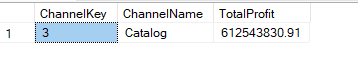 ChannelKey ChannelName TotalProfit
1 3 Catalog 612543830.91